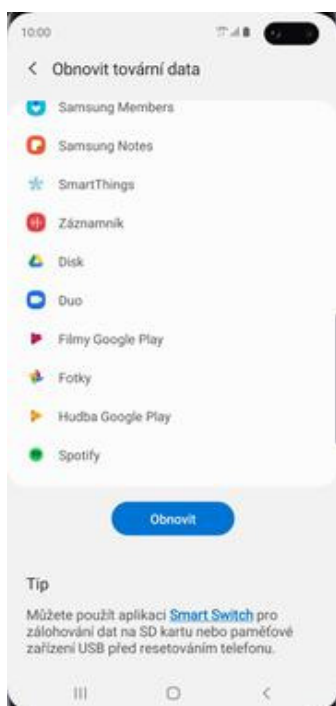 10:00
Obnovit tovární data
Samsung Members
Samsung Notes
SmartThings
Záznamník
Disk
Duo
Filmy Google Play
Fotky
Hudba Google Play
Spotify
Obnovit
Tip
Můžete použít aplikaci Smart Switch pro
zálohování dat na SD kartu nebo paměťové
zařízení USB před resetováním telefonu.